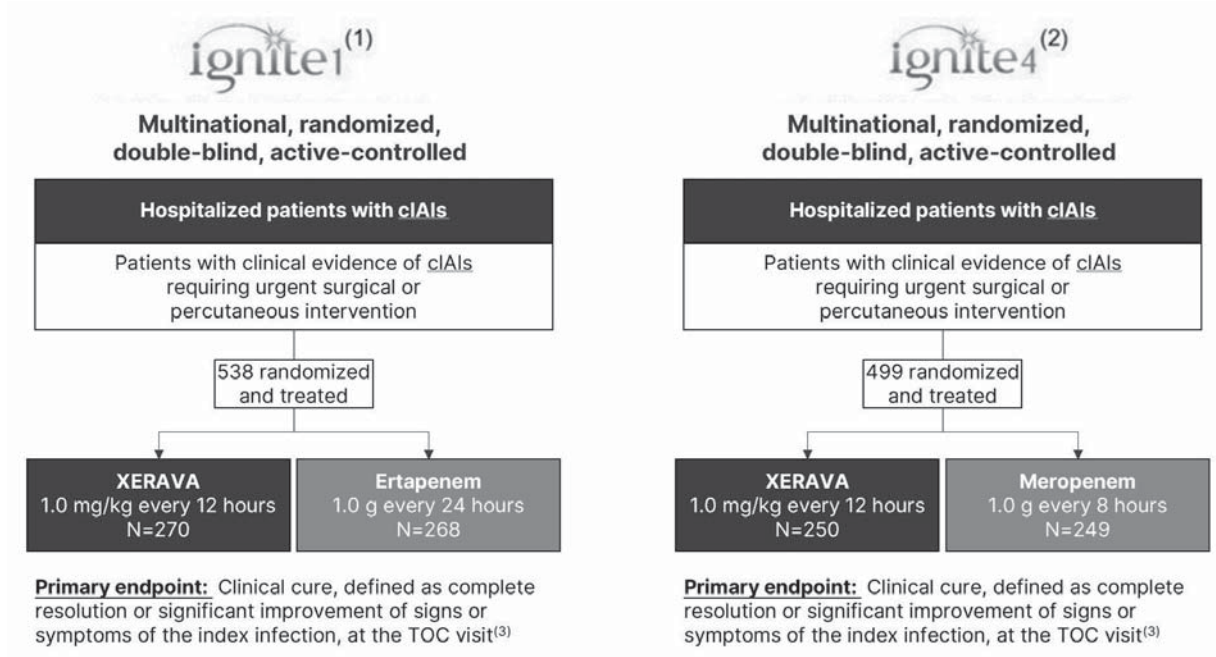 ignite1(1)
Multinational, randomized,
double-blind, active-controlled
Hospitalized patients with cIAIs
Patients with clinical evidence of cIAIs
requiring urgent surgical or
percutaneous intervention
538 randomized
and treated
XERAVA
1.0 mg/kg every 12 hours
N=270
Ertapenem
1.0 g every 24 hours
N=268
Primary endpoint: Clinical cure, defined as complete
resolution or significant improvement of signs or
symptoms of the index infection, at the TOC visit(3)
ignite4(2)
Multinational, randomized,
double-blind, active-controlled
Hospitalized patients with cIAIs
Patients with clinical evidence of cIAIs
requiring urgent surgical or
percutaneous intervention
499 randomized
and treated
XERAVA
1.0 mg/kg every 12 hours
N=250
Meropenem
1.0 g every 8 hours
N=249
Primary endpoint: Clinical cure, defined as complete
resolution or significant improvement of signs or
symptoms of the index infection, at the TOC visit(3)